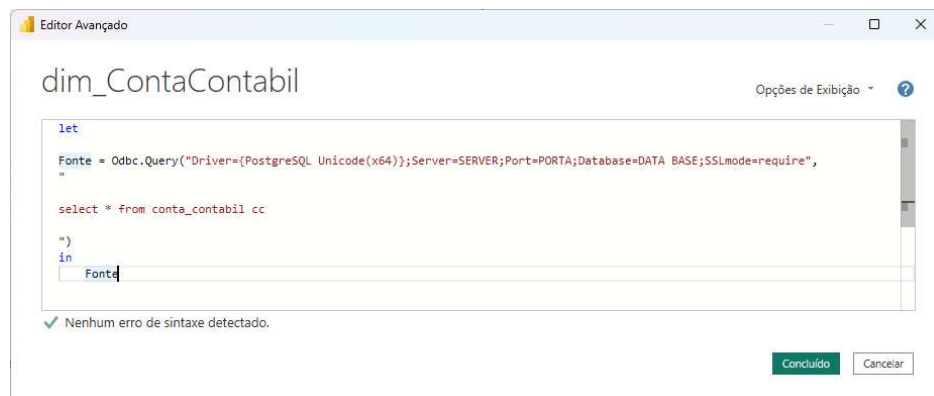 Editor Avançado
dim_ContaContabil
Opções de Exibição
?
let
Fonte = Odbc.Query("Driver={PostgreSQL Unicode(x64)};Server=SERVER;Port=PORTA;Database=DATA BASE;SSLmode=require",
"
select * from conta_contabil cc
")
in
Fonte
Nenhum erro de sintaxe detectado.
Concluído Cancelar